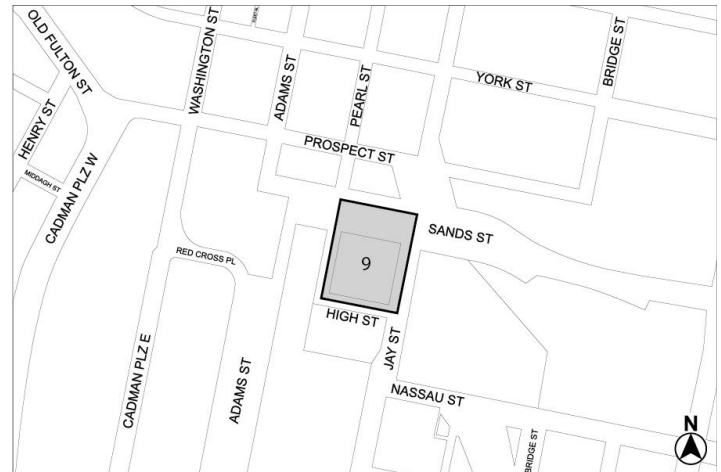 OLD FULTON ST
WASHINGTON ST
ADAMS ST
PEARL ST
YORK ST
BRIDGE ST
HENRY ST
PROSPECT ST
MIDDAGH ST
CADMAN PLZ W
SANDS ST
RED CROSS PL
9
HIGH ST
JAY ST
CADMAN PLZ E
ADAMS ST
NASSAU ST
BRIDGE ST
N